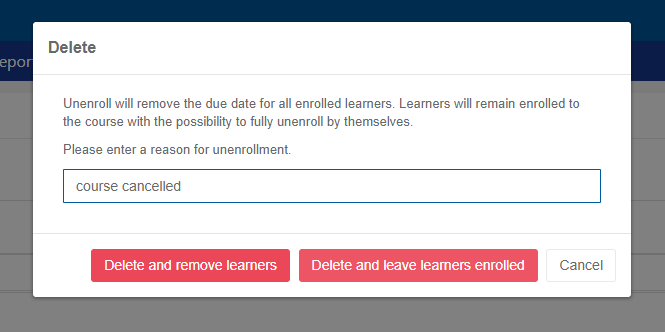 Delete
epor
Unenroll will remove the due date for all enrolled learners. Learners will remain enrolled to
the course with the possibility to fully unenroll by themselves.
Please enter a reason for unenrollment.
course cancelled
Delete and remove learners
Delete and leave learners enrolled
Cancel